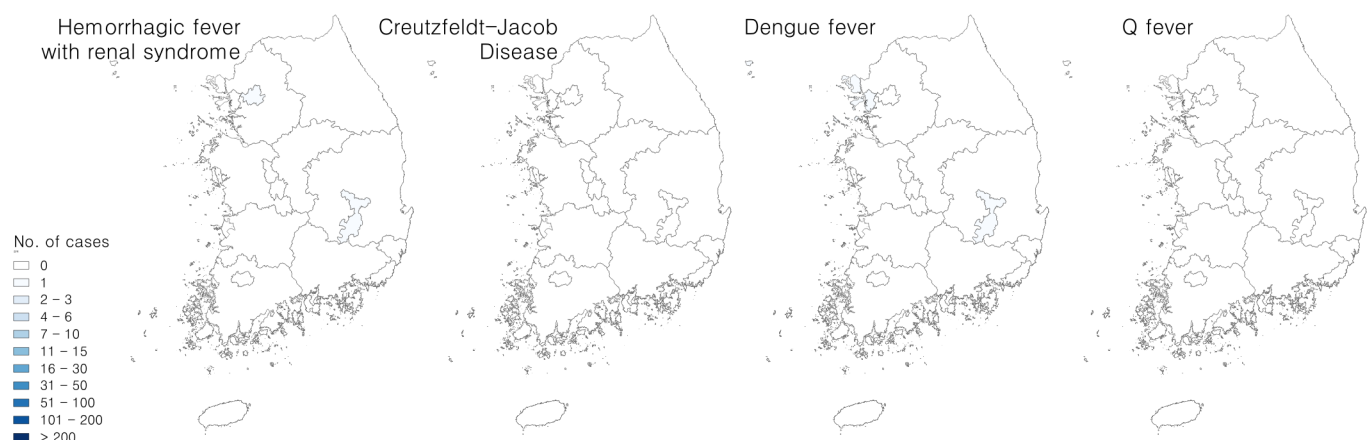 Hemorrhagic fever
with renal syndrome
Creutzfeldt-Jacob
Disease
Dengue fever
Q fever
No. of cases
0
1
2 - 3
4 - 6
7 - 10
11 - 15
16 - 30
31 - 50
51 - 100
101 - 200
> 200